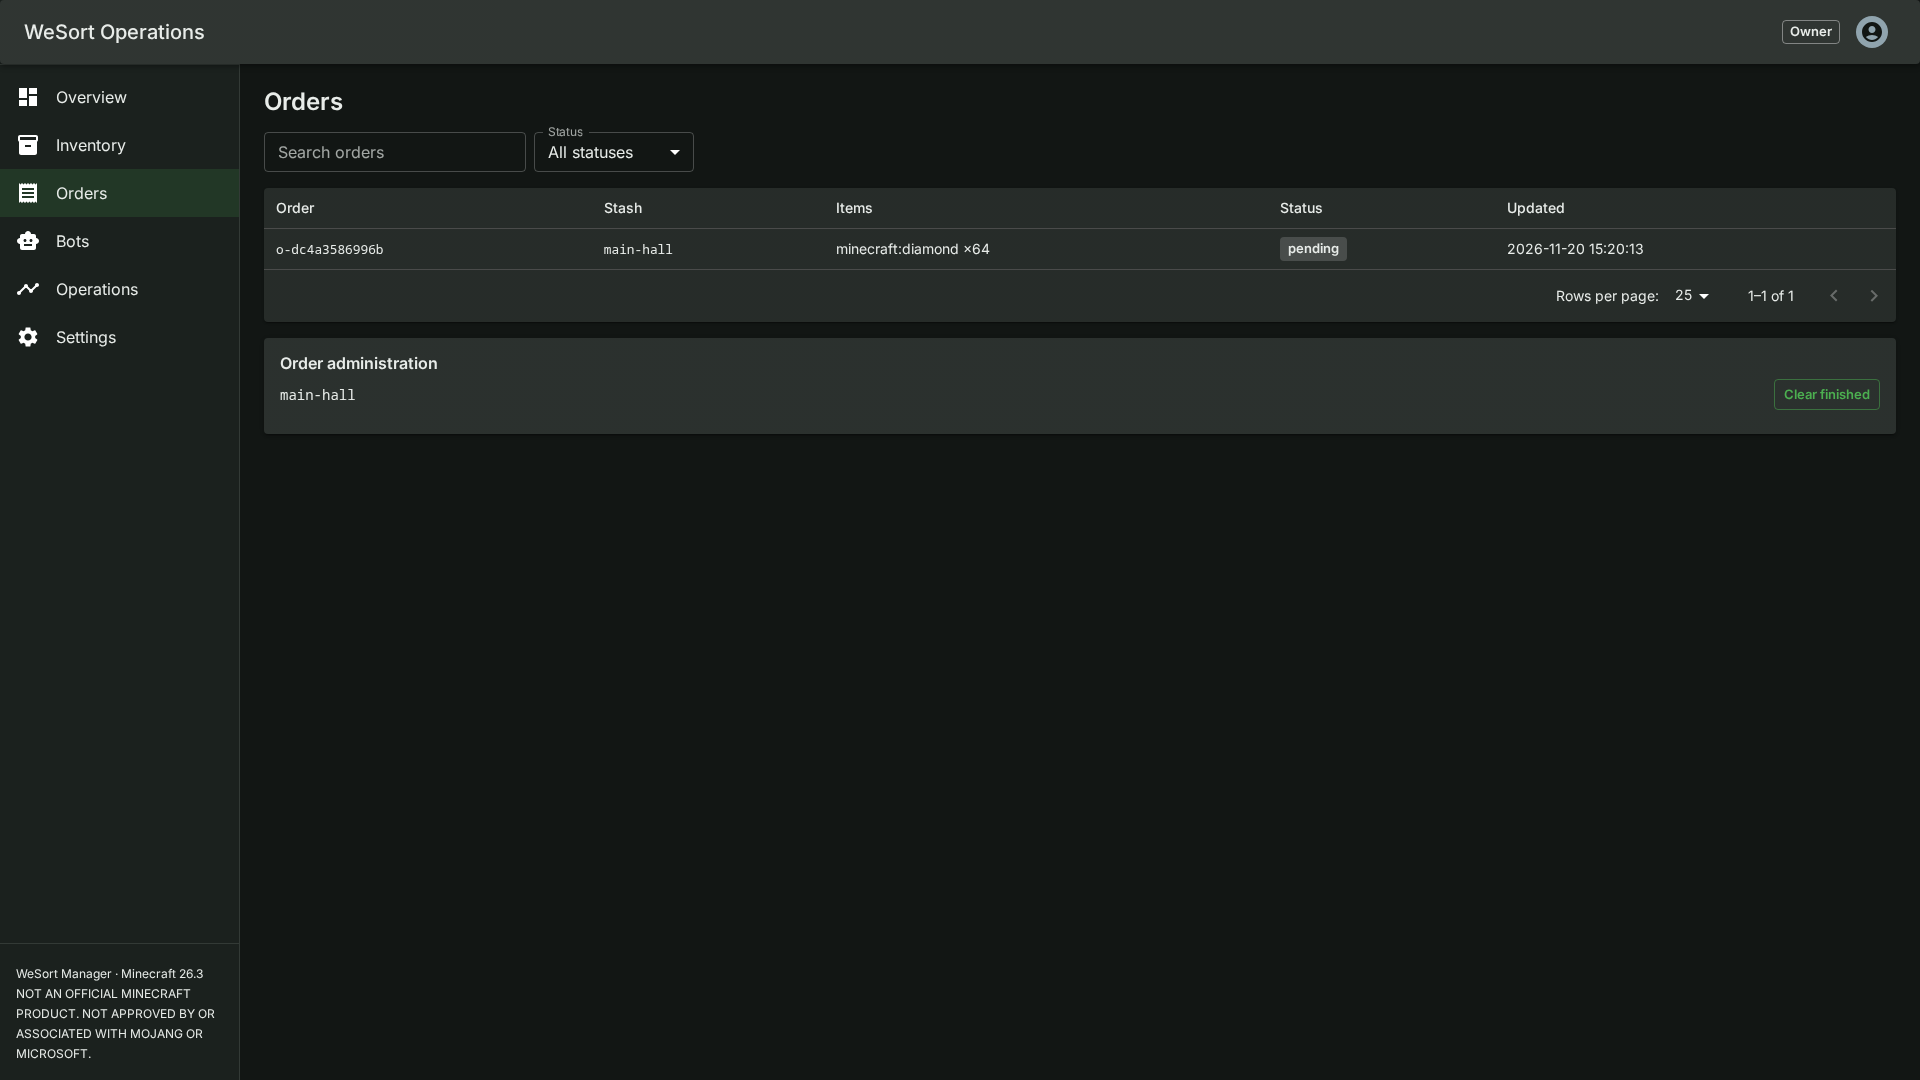 WeSort Operations
Owner
Overview
Inventory
Orders
Bots
Operations
Settings
Orders
Search orders
Status
All statuses
Order Stash Items Status Updated
o-dc4a3586996b main-hall minecraft:diamond ×64 pending 2026-11-20 15:20:13
Rows per page: 25 1–1 of 1
Order administration
main-hall
Clear finished
WeSort Manager · Minecraft 26.3
NOT AN OFFICIAL MINECRAFT
PRODUCT. NOT APPROVED BY OR
ASSOCIATED WITH MOJANG OR
MICROSOFT.